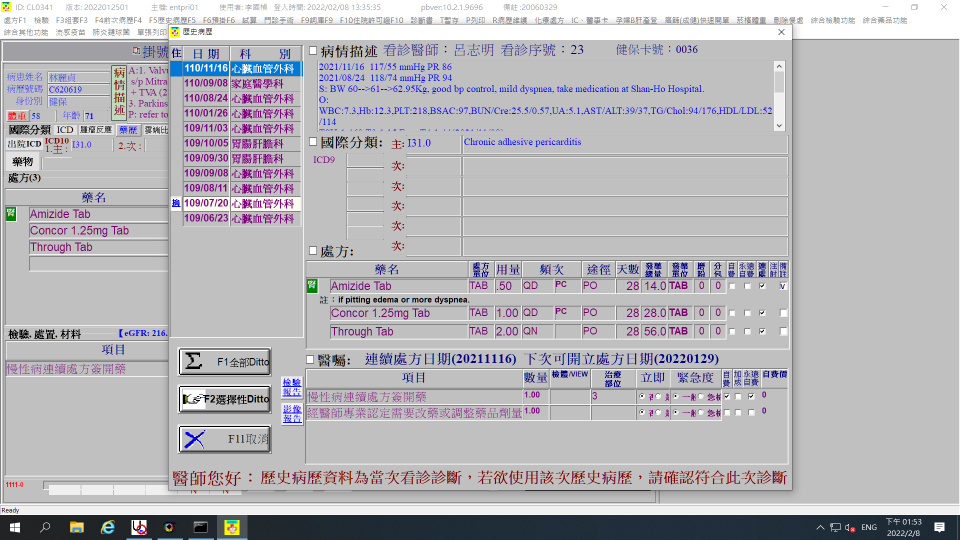 ID: CL0341 版本: 2022012501 主機: entpri01 使用者: 李國楨 登入時間: 2022/02/08 13:35:35 pbver:10.2.1.9696 備註:20060329
處方F1 檢驗 F3組套F3 F4前次病歷F4 F5歷史病歷F5 F6預掛F6 試算 門診手術 F9詞庫F9 F10住院許可證F10 診斷書 T暫存 P列印 R病歷維護 化療處方 IC、醫事卡 孕婦B肝產登 高篩(成健)快速開單 菸檳體重 刪除優處 綜合檢驗功能 綜合藥品功能
綜合其他功能 流感疫苗 篩炎鏈球菌 單張列印
掛號
病患姓名 林麗貞
病歷號碼 C620619
身份別 健保
體重 58 年齡 71
病情描述
A:1. Valv
s/p Mitra
+ TVA (2
3. Parkins
P: refer to
國際分類 ICD 腫瘤反應 藥歷
出院ICD ICD10 1.主: I31.0 2.次:
藥物
處方(3)
藥名
腎 Amizide Tab
Concor 1.25mg Tab
Through Tab
檢驗, 處置, 材料 【eGFR: 216.
項目
慢性病連續處方簽開藥
1111-0
Ready
歷史病歷
住 日 期 科 別
110/11/16 心臟血管外科
110/09/08 家庭醫學科
110/08/24 心臟血管外科
110/01/26 心臟血管外科
109/11/03 心臟血管外科
109/10/05 胃腸肝膽科
109/09/30 胃腸肝膽科
109/09/08 心臟血管外科
109/08/11 心臟血管外科
109/07/20 心臟血管外科
109/06/23 心臟血管外科
病情描述 看診醫師: 呂志明 看診序號: 23 健保卡號: 0036
2021/11/16 117/55 mmHg PR 86
2021/08/24 118/74 mmHg PR 94
S: BW 60-->61-->62.95Kg, good bp control, mild dyspnea, take medication at Shan-Ho Hospital.
O:
WBC:7.3,Hb:12.3,PLT:218,BSAC:97,BUN/Cre:25.5/0.57,UA:5.1,AST/ALT:39/37,TG/Chol:94/176,HDL/LDL:52
/114
國際分類: 主: I31.0 Chronic adhesive pericarditis
ICD9 次:
次:
次:
次:
次:
處方:
藥名 處方單位 用量 頻次 途徑 天數 發藥總量 發藥單位 磨粉 分包 自費 永遠自費 連處 注射 備註
腎 Amizide Tab TAB .50 QD PC PO 28 14.0 TAB 0 0 V
註: if pitting edema or more dyspnea.
Concor 1.25mg Tab TAB 1.00 QD PC PO 28 28.0 TAB 0 0
Through Tab TAB 2.00 QN PO 28 56.0 TAB 0 0
醫囑: 連續處方日期(20211116) 下次可開立處方日期(20220129)
項目 數量 檢體/VIEW 治療部位 立即 緊急度 自費 加成 永遠自費 自費價
慢性病連續處方簽開藥 1.00 3 0
經醫師專業認定需要改藥或調整藥品劑量 1.00 0
F1全部Ditto
F2選擇性Ditto
F11取消
檢驗報告
影像報告
醫師您好: 歷史病歷資料為當次看診診斷, 若欲使用該次歷史病歷, 請確認符合此次診斷
ENG
下午 01:53
2022/2/8